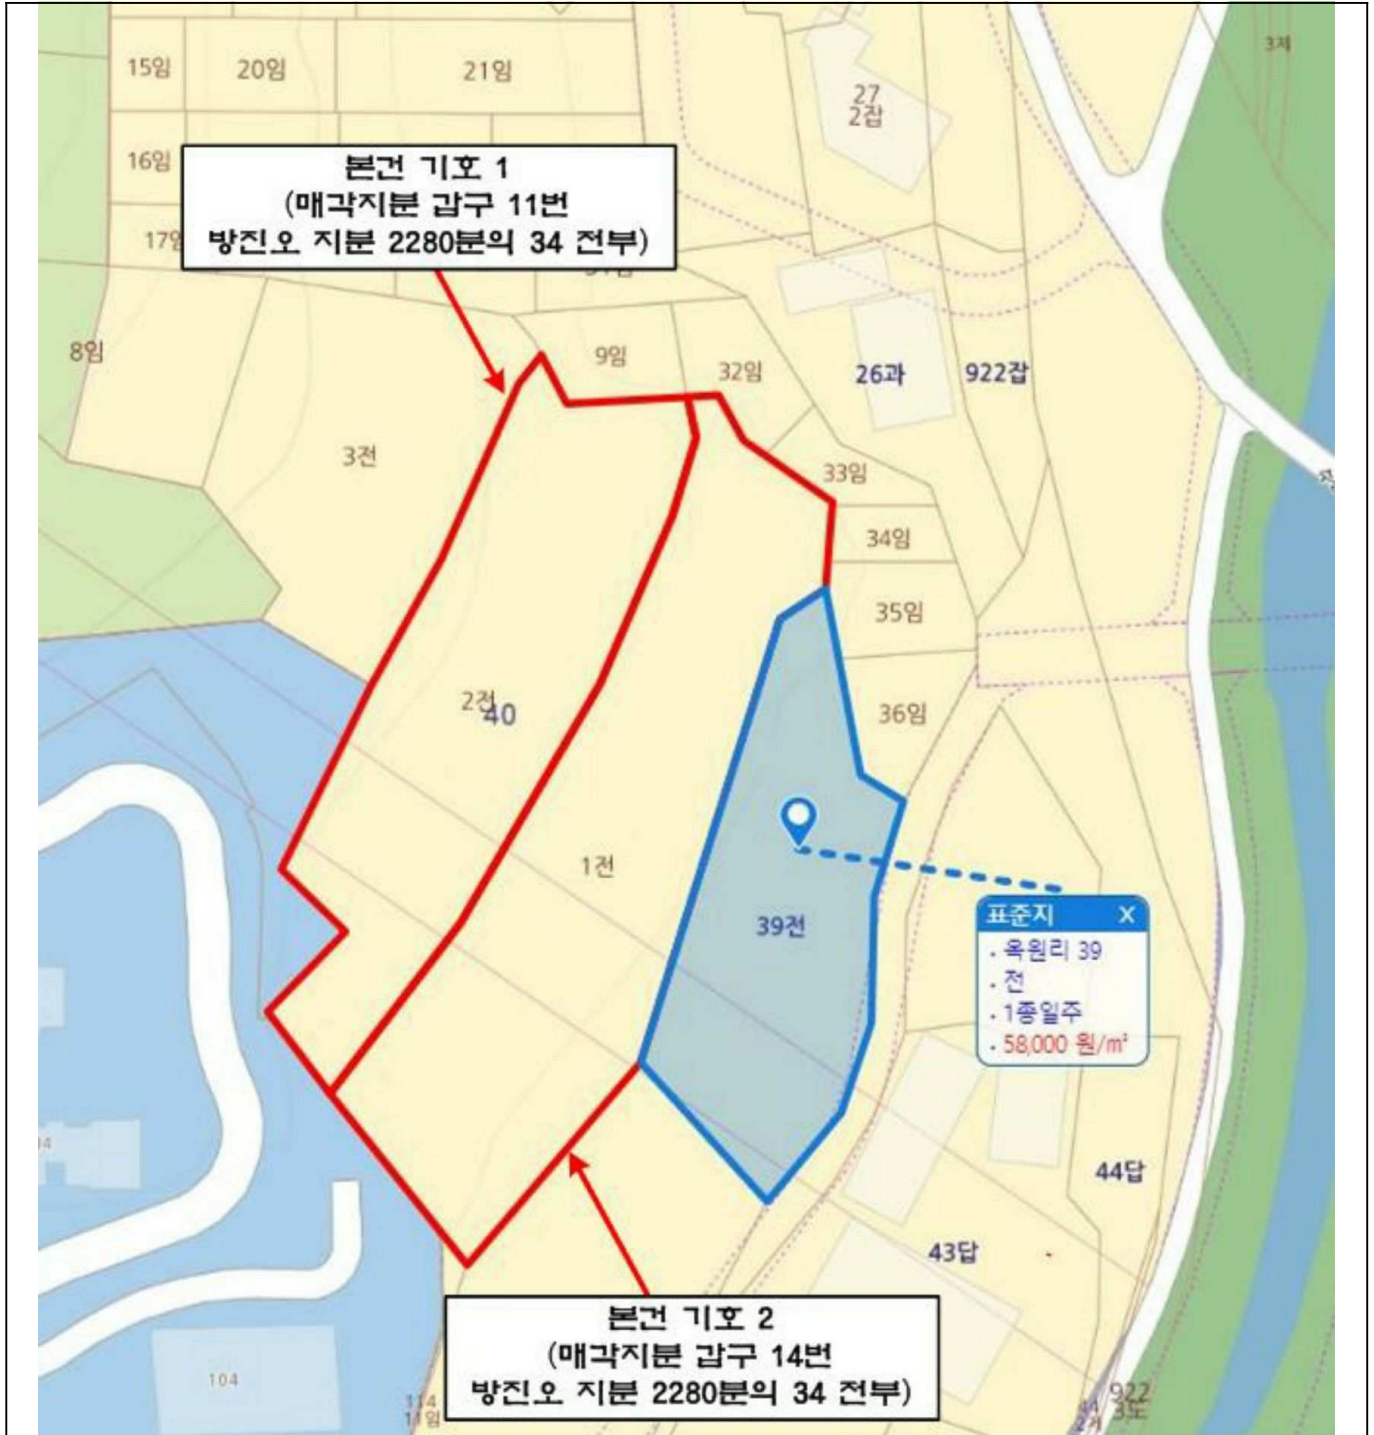 15임
20임
21임
27
2잡
3제
16임
본건 기호 1
(매각지분 갑구 11번
방진오 지분 2280분의 34 전부)
8임
9임
32임
26과
922잡
3전
33임
34임
35임
2전
40
36임
1전
39전
표준지 X
· 옥원리 39
· 전
· 1종일주
· 58,000 원/㎡
44답
43답
본건 기호 2
(매각지분 갑구 14번
방진오 지분 2280분의 34 전부)
104
11임
922
3도